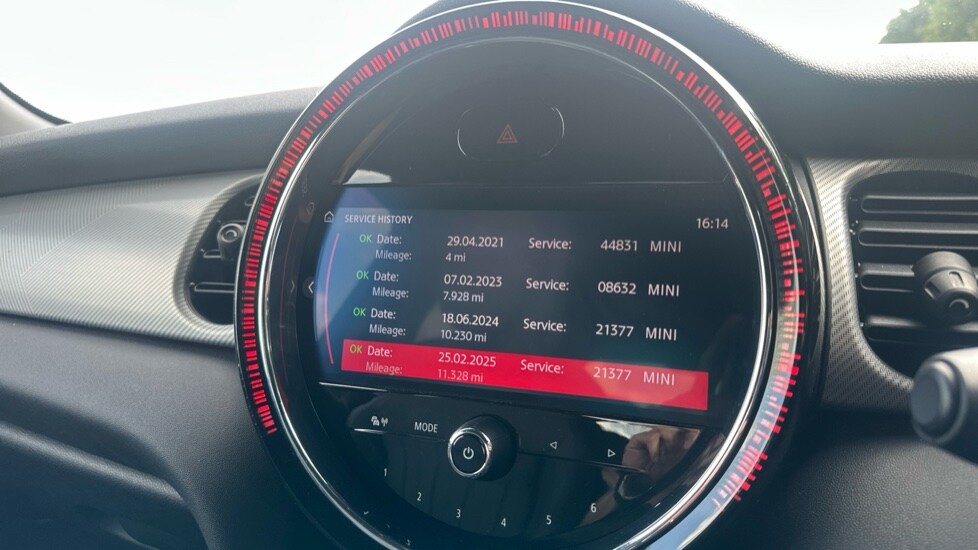 SERVICE HISTORY 16:14
OK Date: 29.04.2021 Service: 44831 MINI
Mileage: 4 mi
OK Date: 07.02.2023 Service: 08632 MINI
Mileage: 7.928 mi
OK Date: 18.06.2024 Service: 21377 MINI
Mileage: 10.230 mi
OK Date: 25.02.2025 Service: 21377 MINI
Mileage: 11.328 mi
MODE
1 2 3 4 5 6